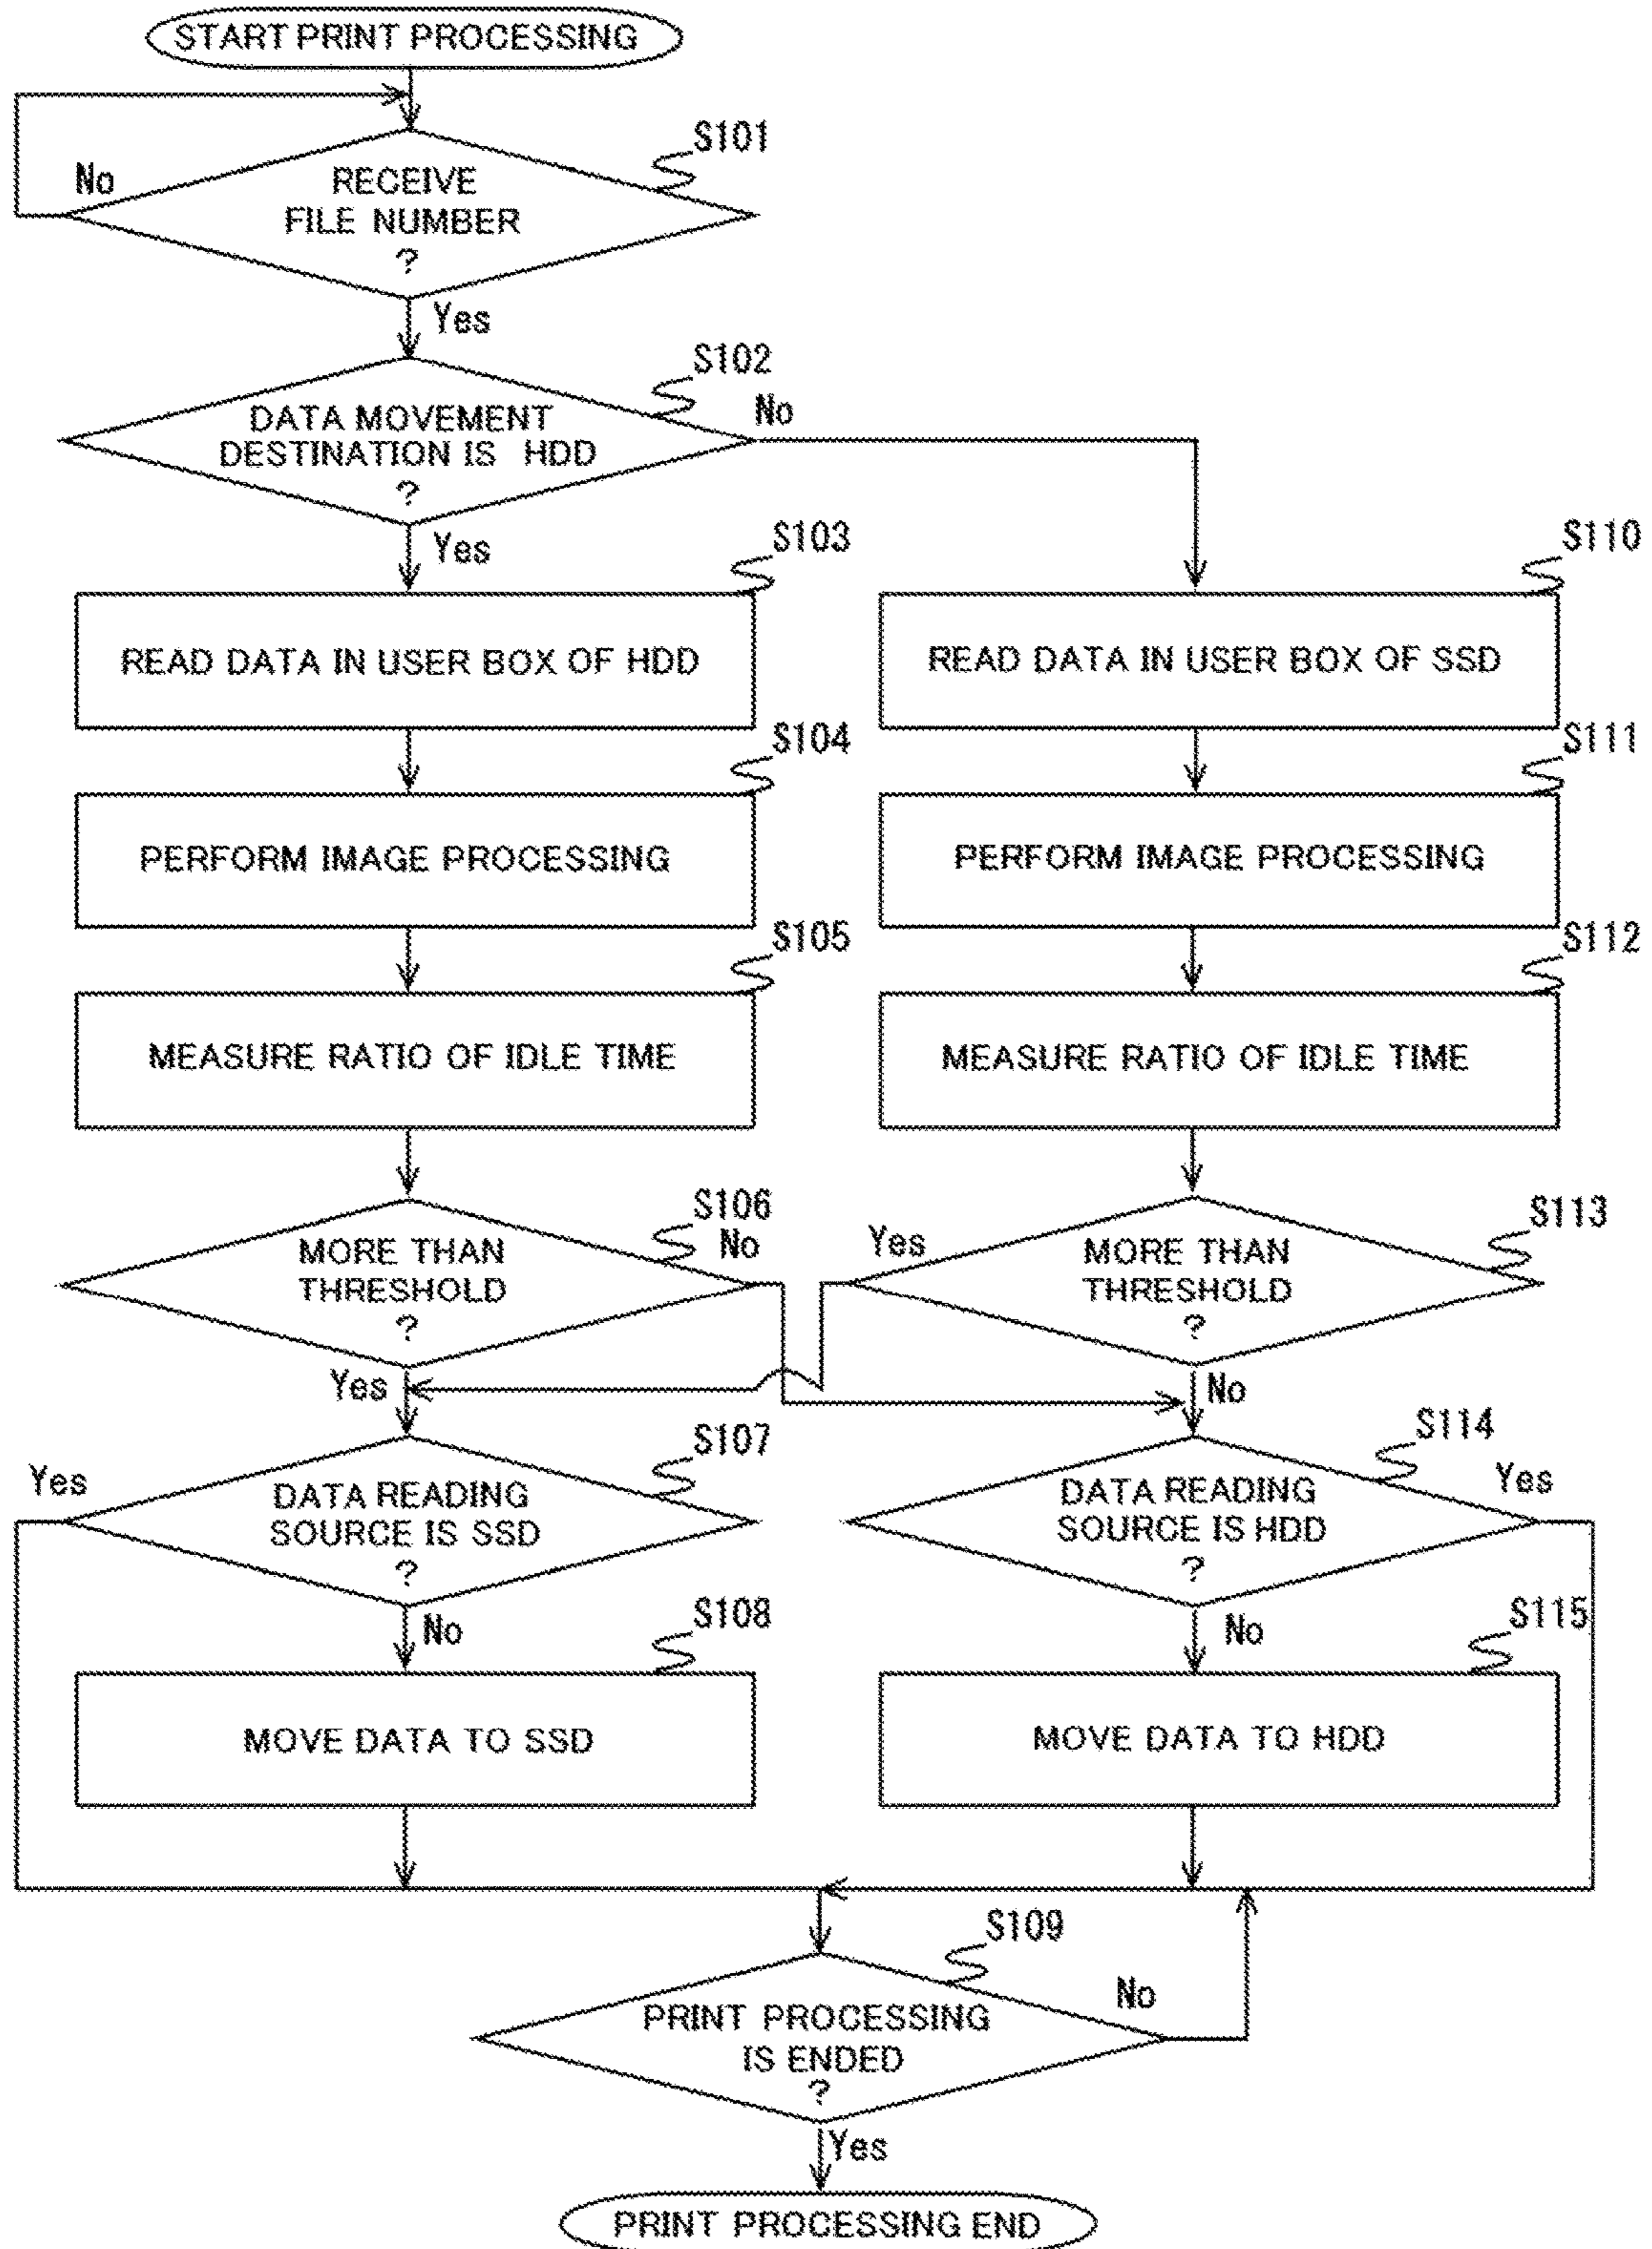 START PRINT PROCESSING
S101
No
RECEIVE
FILE NUMBER
?
Yes
S102
No
DATA MOVEMENT
DESTINATION IS HDD
?
Yes
S103
S110
READ DATA IN USER BOX OF HDD
READ DATA IN USER BOX OF SSD
S104
S111
PERFORM IMAGE PROCESSING
PERFORM IMAGE PROCESSING
S105
S112
MEASURE RATIO OF IDLE TIME
MEASURE RATIO OF IDLE TIME
S106
No
Yes
S113
MORE THAN
THRESHOLD
?
MORE THAN
THRESHOLD
?
Yes
No
S107
S114
Yes
Yes
DATA READING
SOURCE IS SSD
?
DATA READING
SOURCE IS HDD
?
No
S108
No
S115
MOVE DATA TO SSD
MOVE DATA TO HDD
S109
No
PRINT PROCESSING
IS ENDED
?
Yes
PRINT PROCESSING END